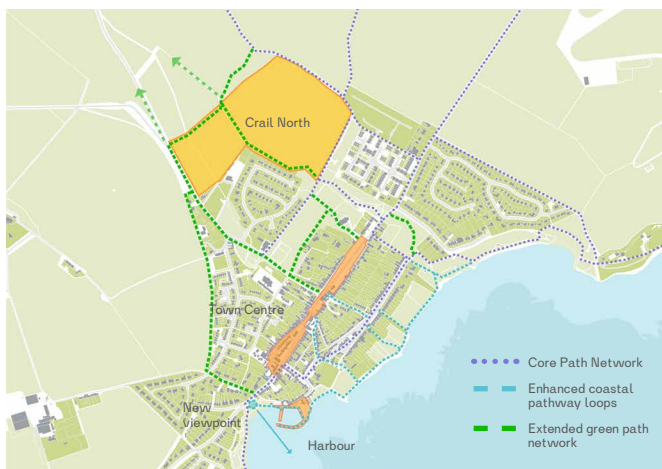 Crail North
Town Centre
New
viewpoint
Harbour
Core Path Network
Enhanced coastal
pathway loops
Extended green path
network